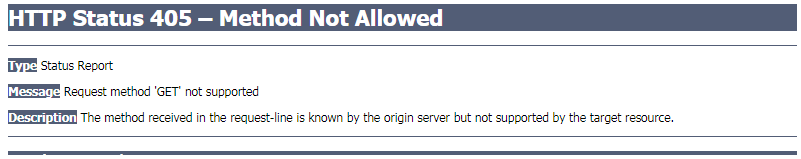 HTTP Status 405 – Method Not Allowed
Type Status Report
Message Request method 'GET' not supported
Description The method received in the request-line is known by the origin server but not supported by the target resource.